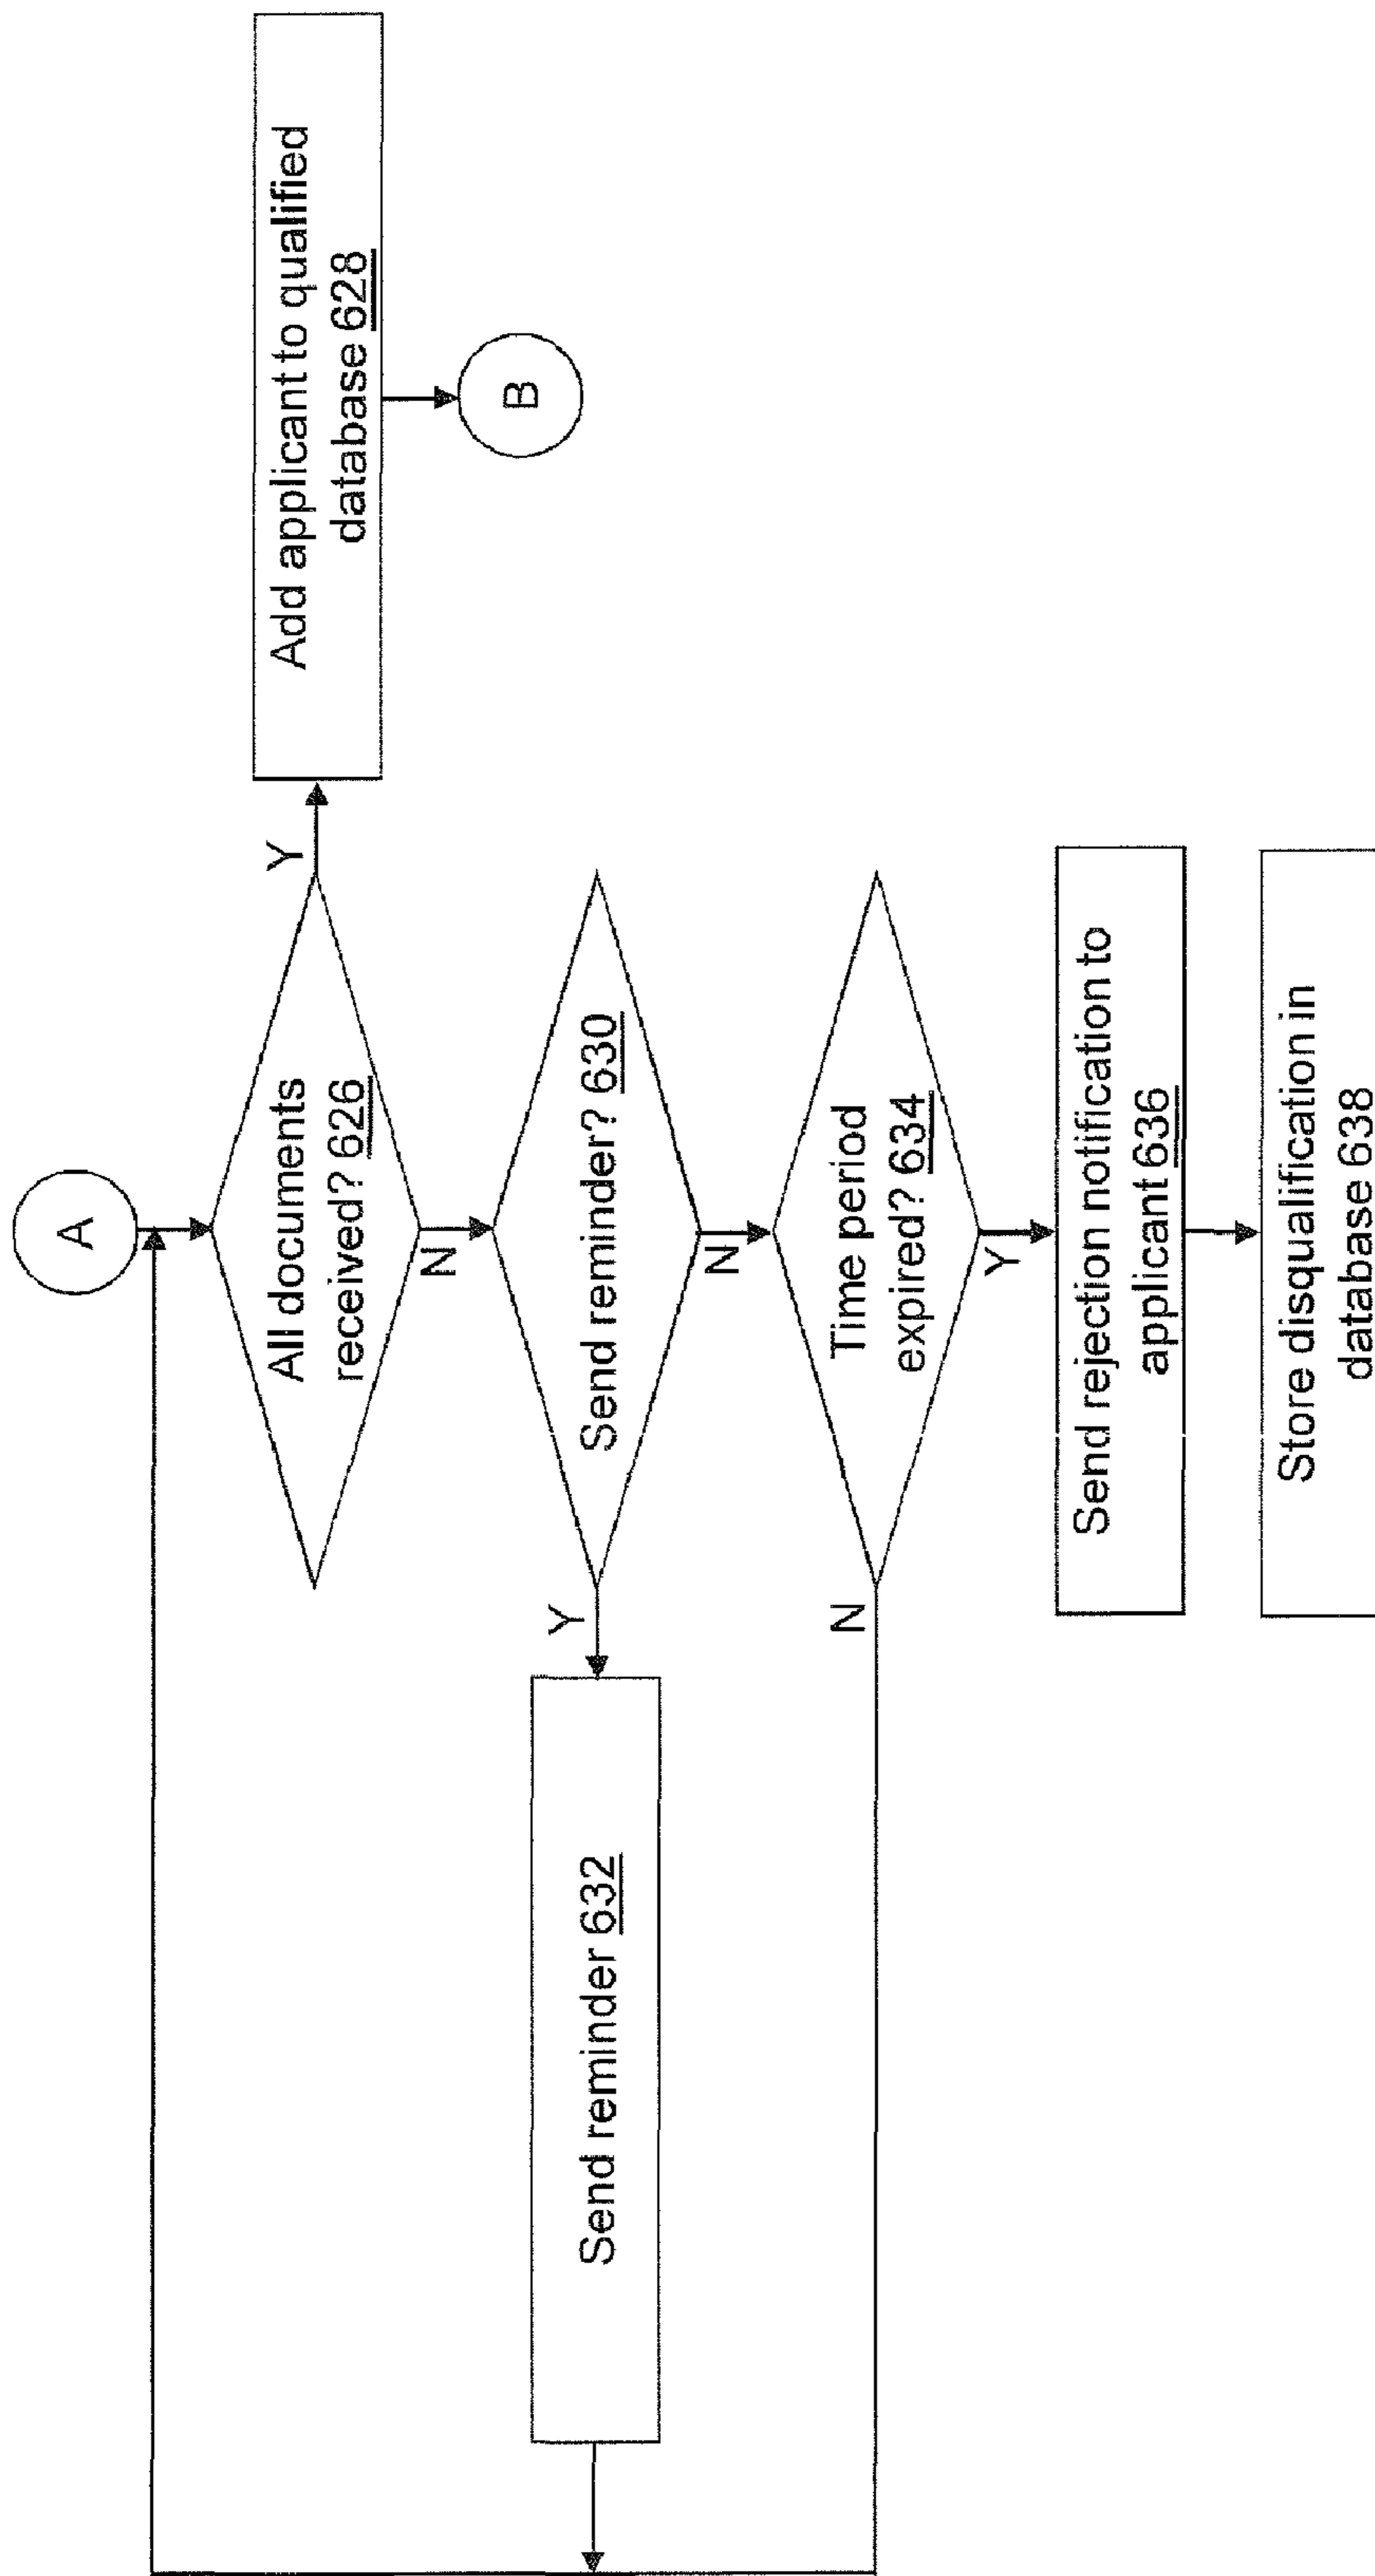 A
All documents
received? 626
Y
Add applicant to qualified
database 628
B
N
Send reminder? 630
Y
Send reminder 632
N
Time period
expired? 634
N
Y
Send rejection notification to
applicant 636
Store disqualification in
database 638